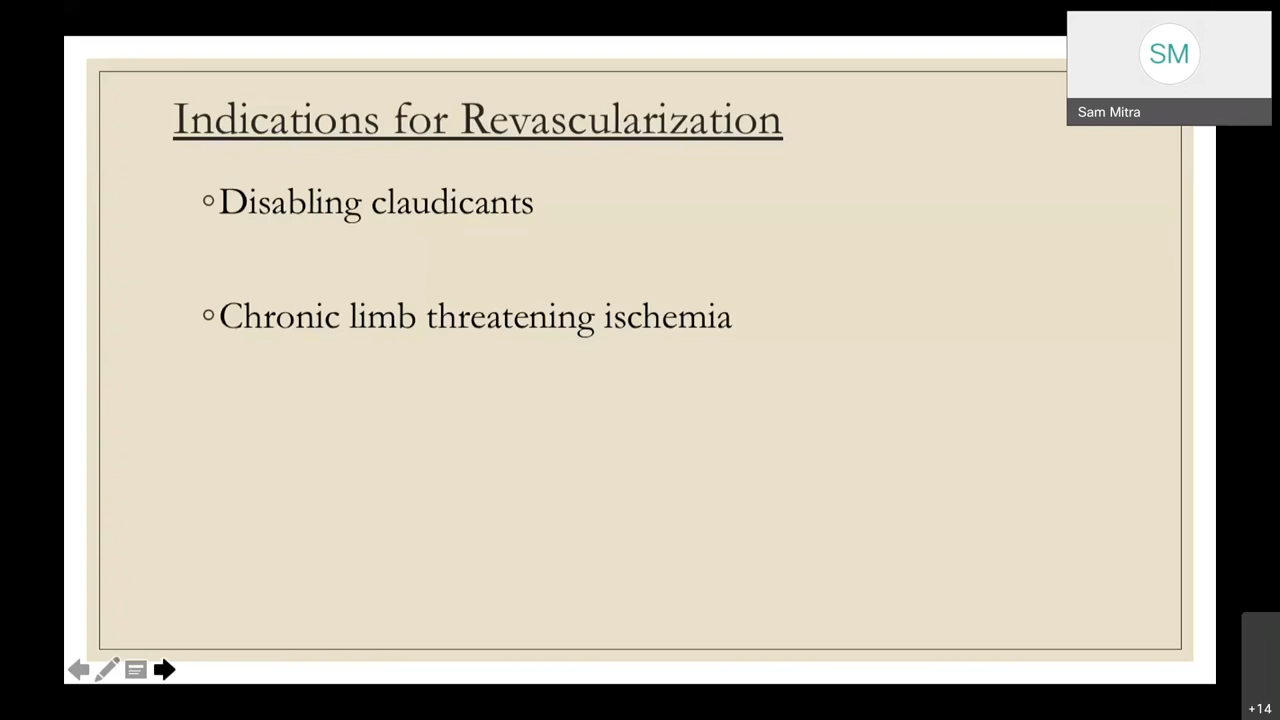 Indications for Revascularization
◦Disabling claudicants
◦Chronic limb threatening ischemia
SM
Sam Mitra
+14